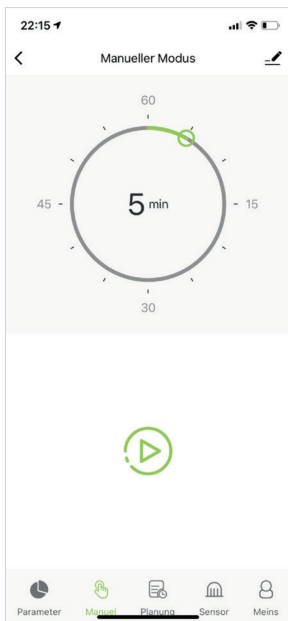 22:15
Manueller Modus
60
45
5 min
15
30
Parameter
Manuel
Planung
Sensor
Meins